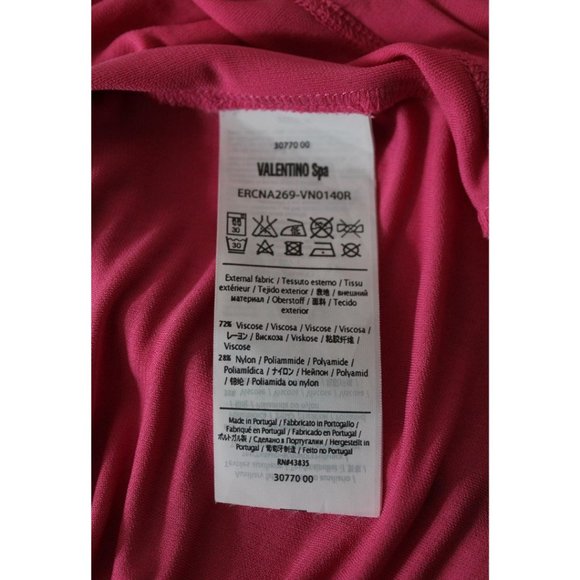 30770 00
VALENTINO Spa
ERCNA269-VN0140R
30
30
External fabric / Tessuto esterno / Tissu
extérieur / Tejido exterior / 表地 / внешний
материал / Oberstoff / 面料 / Tecido
exterior
72% Viscose / Viscosa / Viscose / Viscosa /
レーヨン / Вискоза / Viskose / 粘胶纤维 /
Viscose
28% Nylon / Poliammide / Polyamide /
Poliamídica / ナイロン / Нейлон / Polyamid
/ 锦纶 / Poliamida ou nylon
Made in Portugal / Fabbricato in Portogallo /
Fabriqué en Portugal / Fabricado en Portugal /
ポルトガル製 / Сделано в Португалии / Hergestellt in
Portugal / 葡萄牙制造 / Feito no Portugal
RN#43835
30770 00